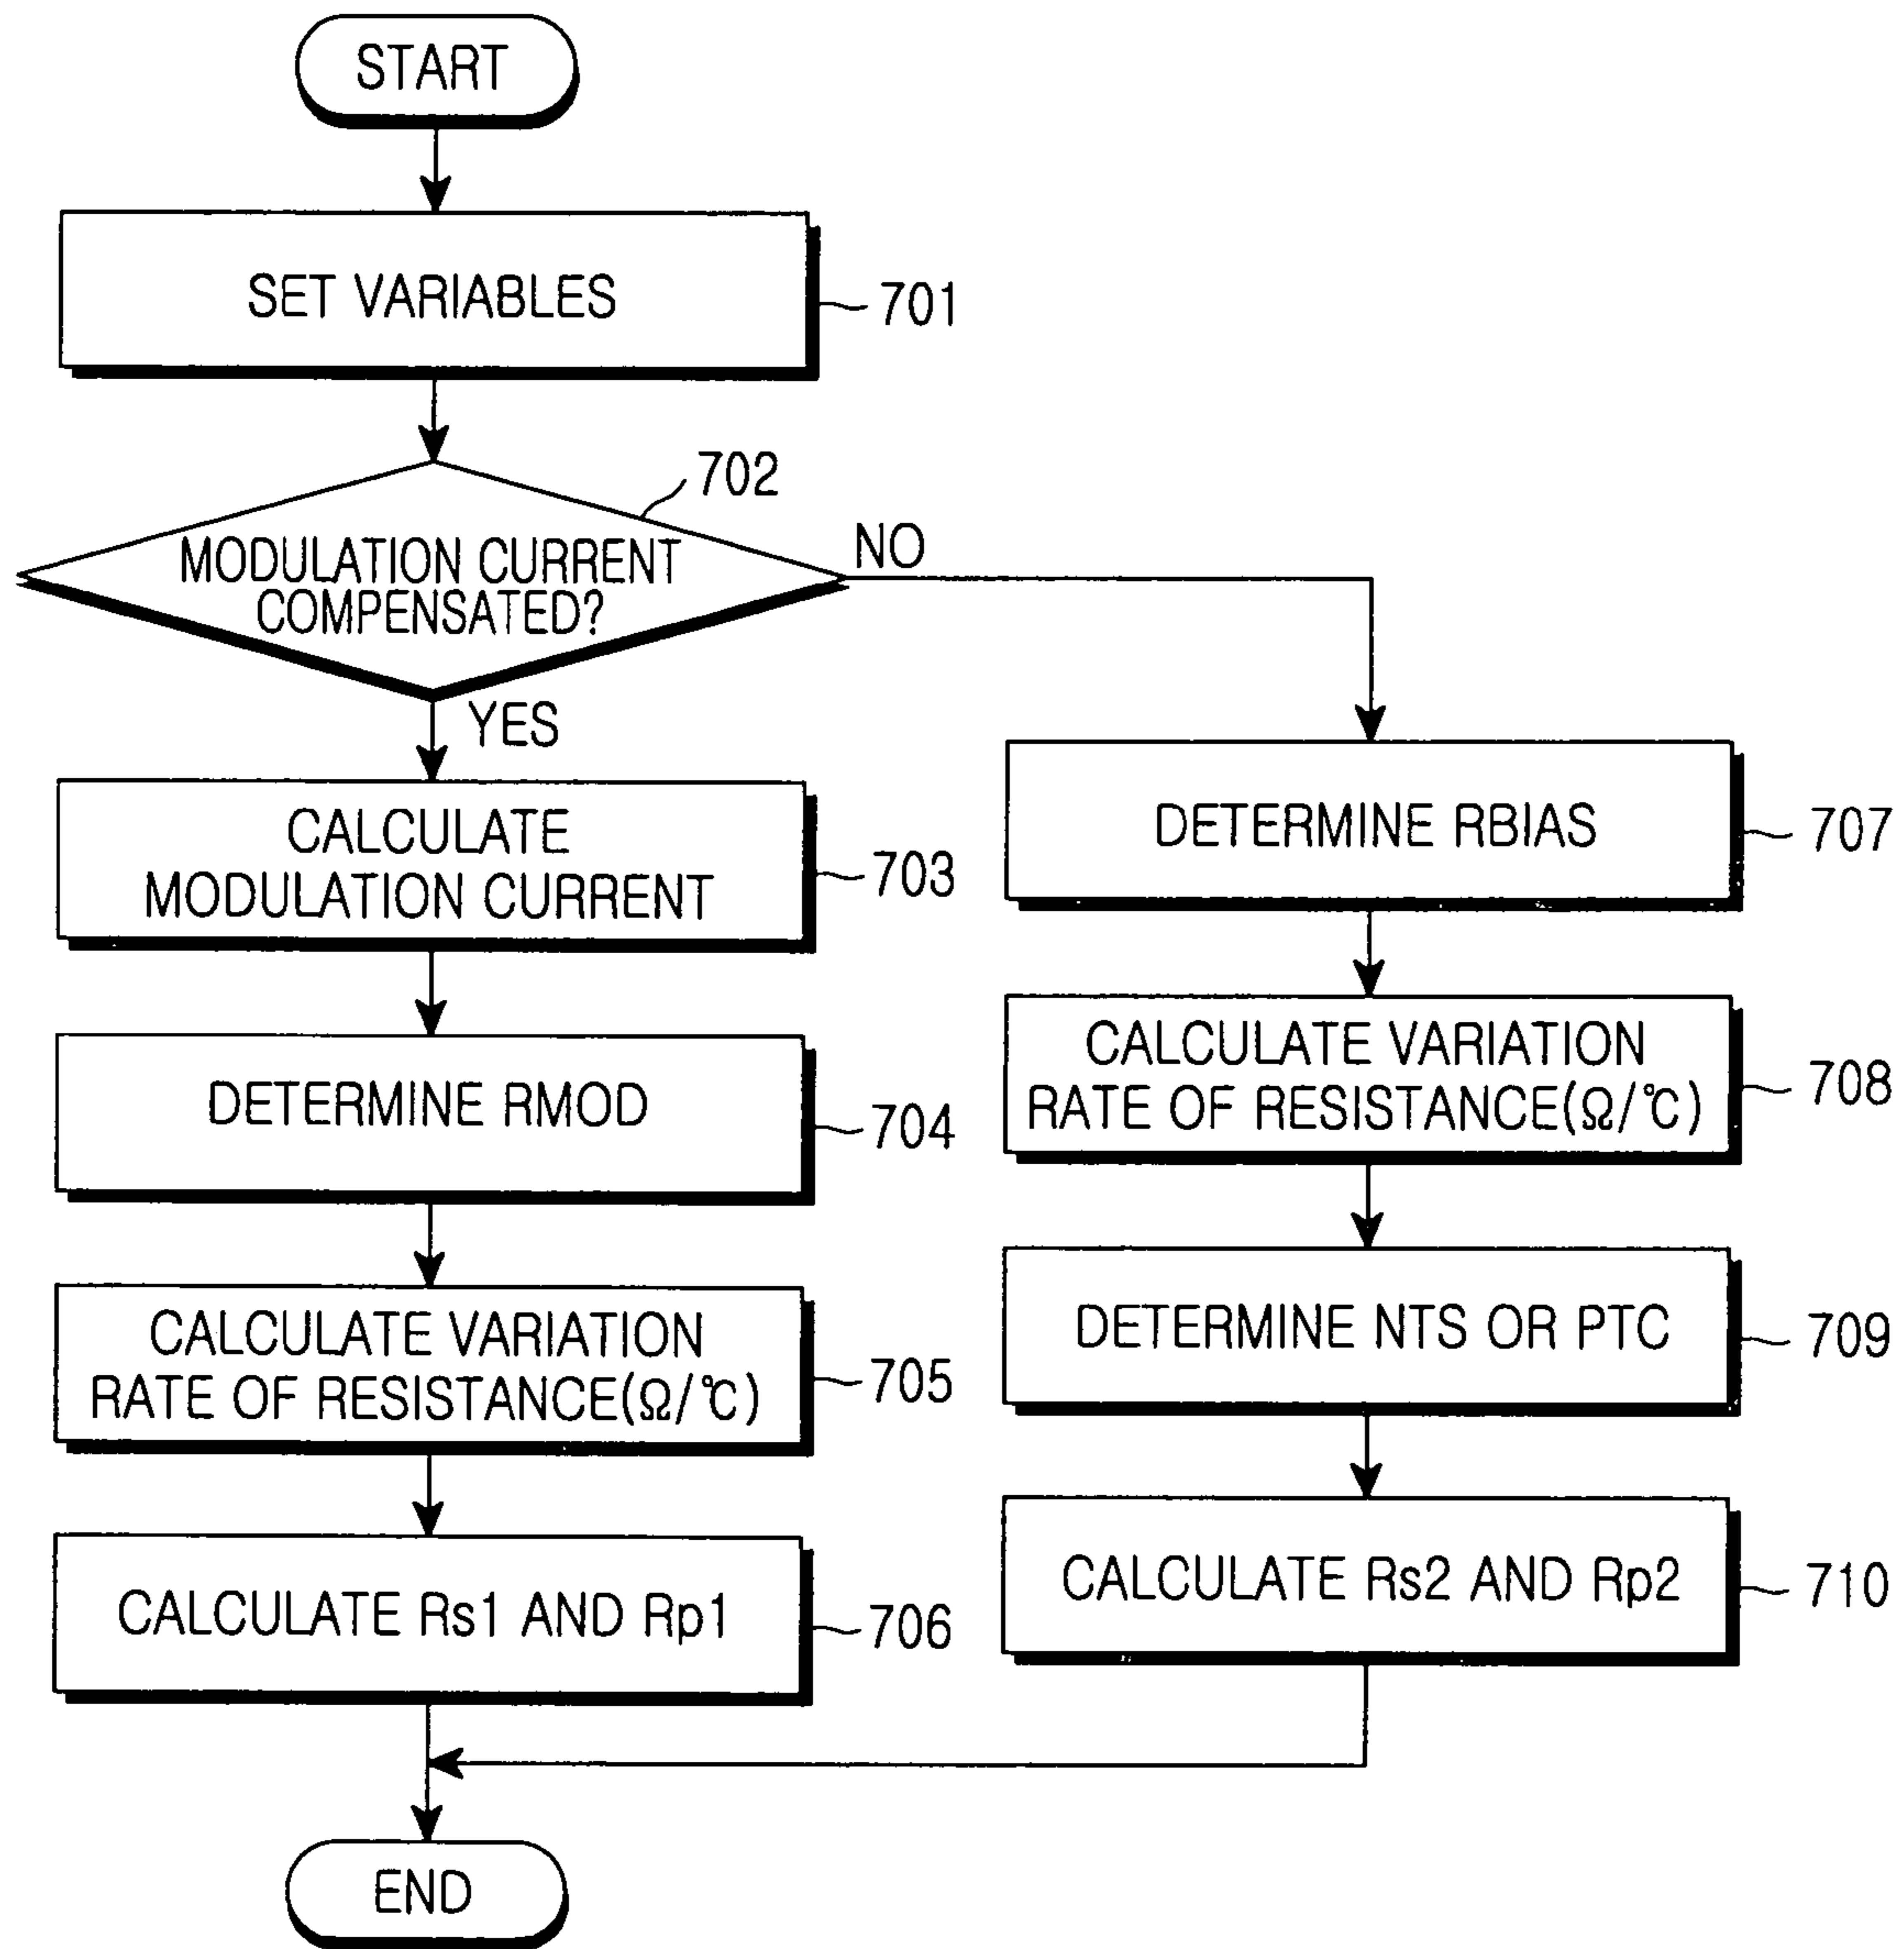 START
SET VARIABLES
701
702
MODULATION CURRENT
COMPENSATED?
NO
YES
CALCULATE
MODULATION CURRENT
703
DETERMINE RMOD
704
CALCULATE VARIATION
RATE OF RESISTANCE(Ω/℃)
705
CALCULATE Rs1 AND Rp1
706
DETERMINE RBIAS
707
CALCULATE VARIATION
RATE OF RESISTANCE(Ω/℃)
708
DETERMINE NTS OR PTC
709
CALCULATE Rs2 AND Rp2
710
END